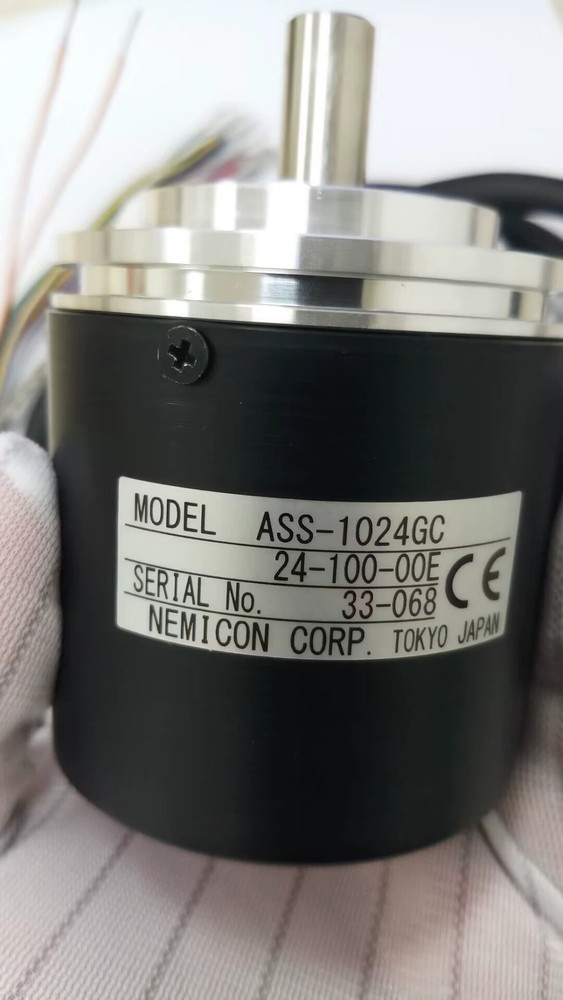 MODEL ASS-1024GC
24-100-00E
SERIAL No. 33-068 CE
NEMICON CORP. TOKYO JAPAN